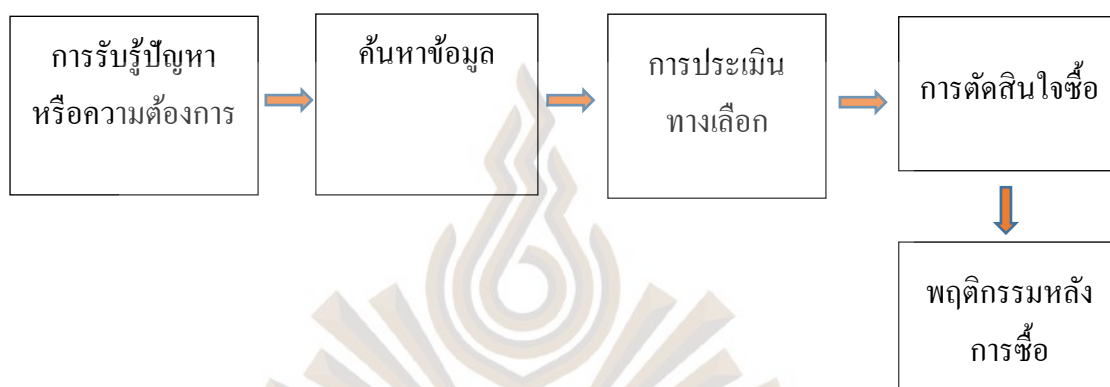 การรับรู้ปัญหา
หรือความต้องการ
ค้นหาข้อมูล
การประเมิน
ทางเลือก
การตัดสินใจซื้อ
พฤติกรรมหลัง
การซื้อ